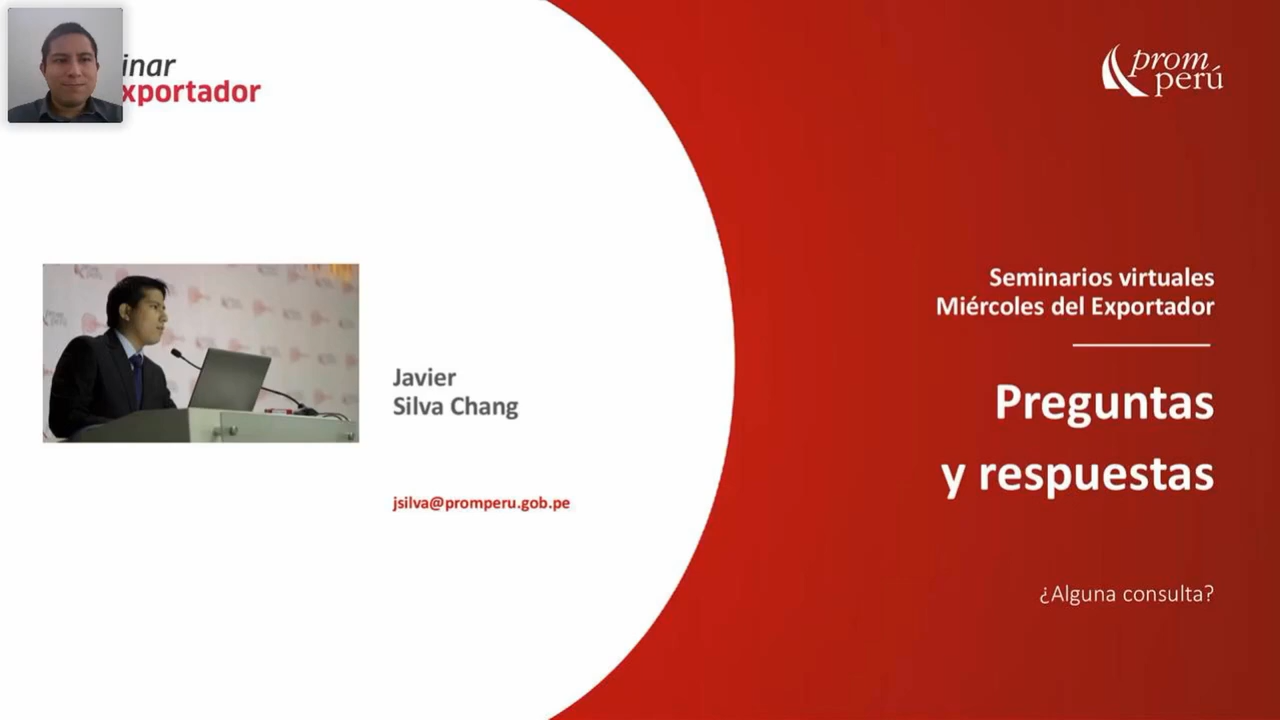 inar
xportador
prom
perú
Javier
Silva Chang
jsilva@promperu.gob.pe
Seminarios virtuales
Miércoles del Exportador
Preguntas
y respuestas
¿Alguna consulta?